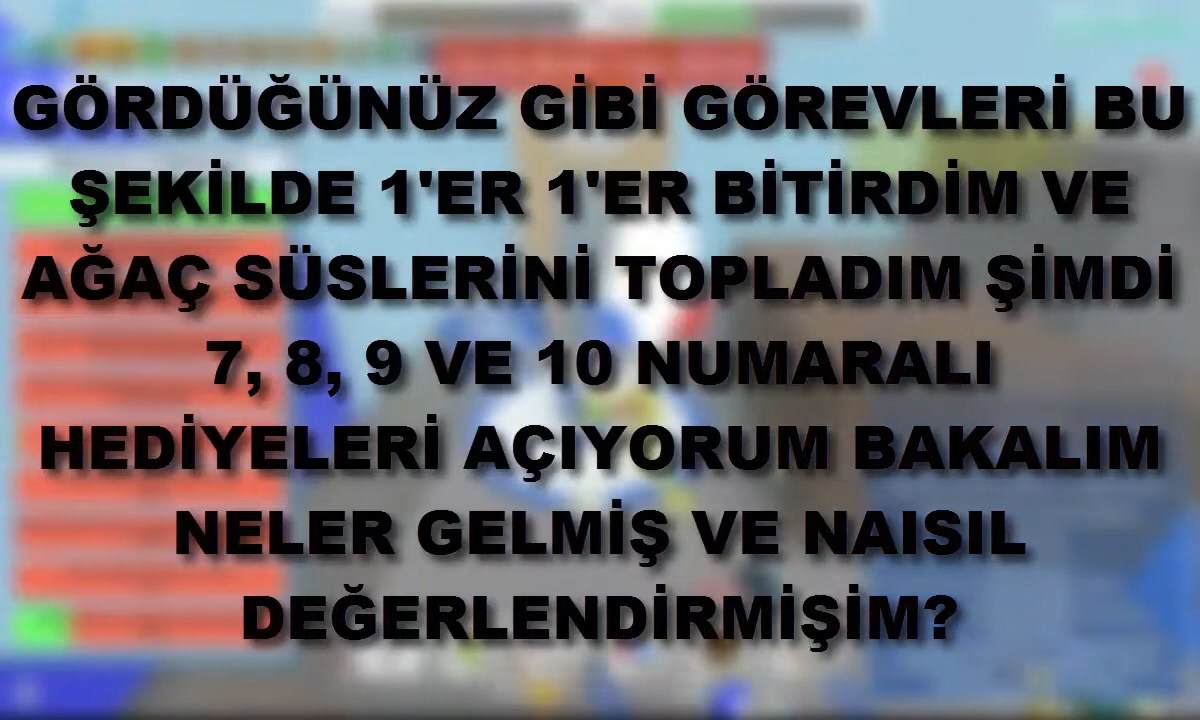 GÖRDÜĞÜNÜZ GİBİ GÖREVLERİ BU
ŞEKİLDE 1'ER 1'ER BİTİRDİM VE
AĞAÇ SÜSLERİNİ TOPLADIM ŞİMDİ
7, 8, 9 VE 10 NUMARALI
HEDİYELERİ AÇIYORUM BAKALIM
NELER GELMİŞ VE NAISIL
DEĞERLENDİRMİŞİM?